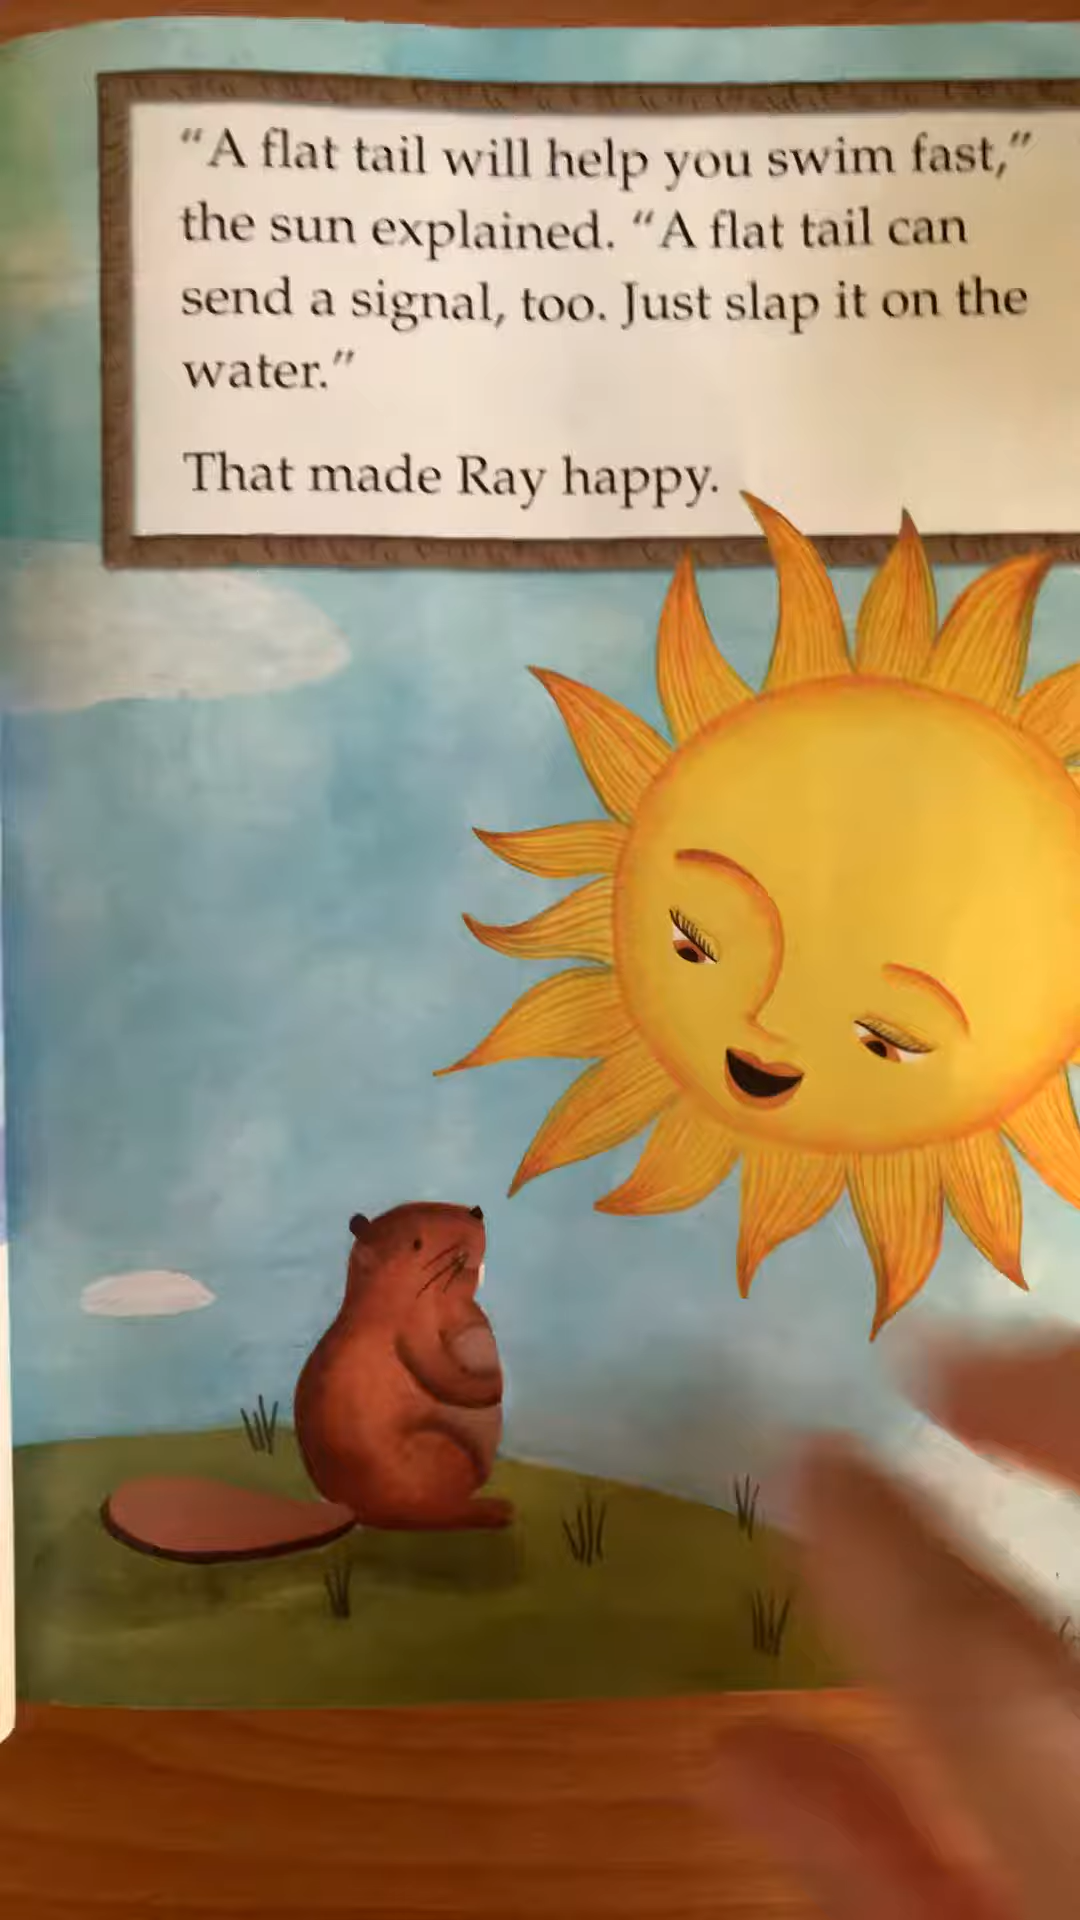 “A flat tail will help you swim fast,”
the sun explained. “A flat tail can
send a signal, too. Just slap it on the
water.”
That made Ray happy.